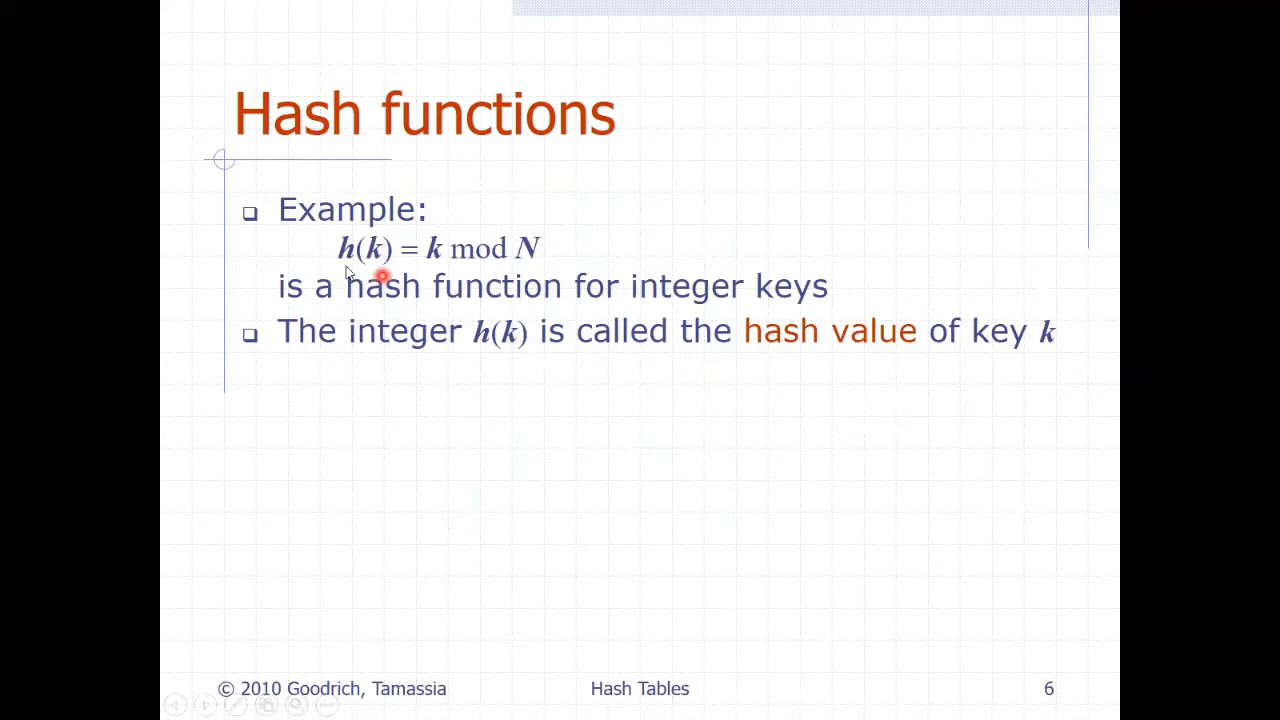 Hash functions
❑ Example:
h(k) = k mod N
is a hash function for integer keys
❑ The integer h(k) is called the hash value of key k
© 2010 Goodrich, Tamassia Hash Tables 6